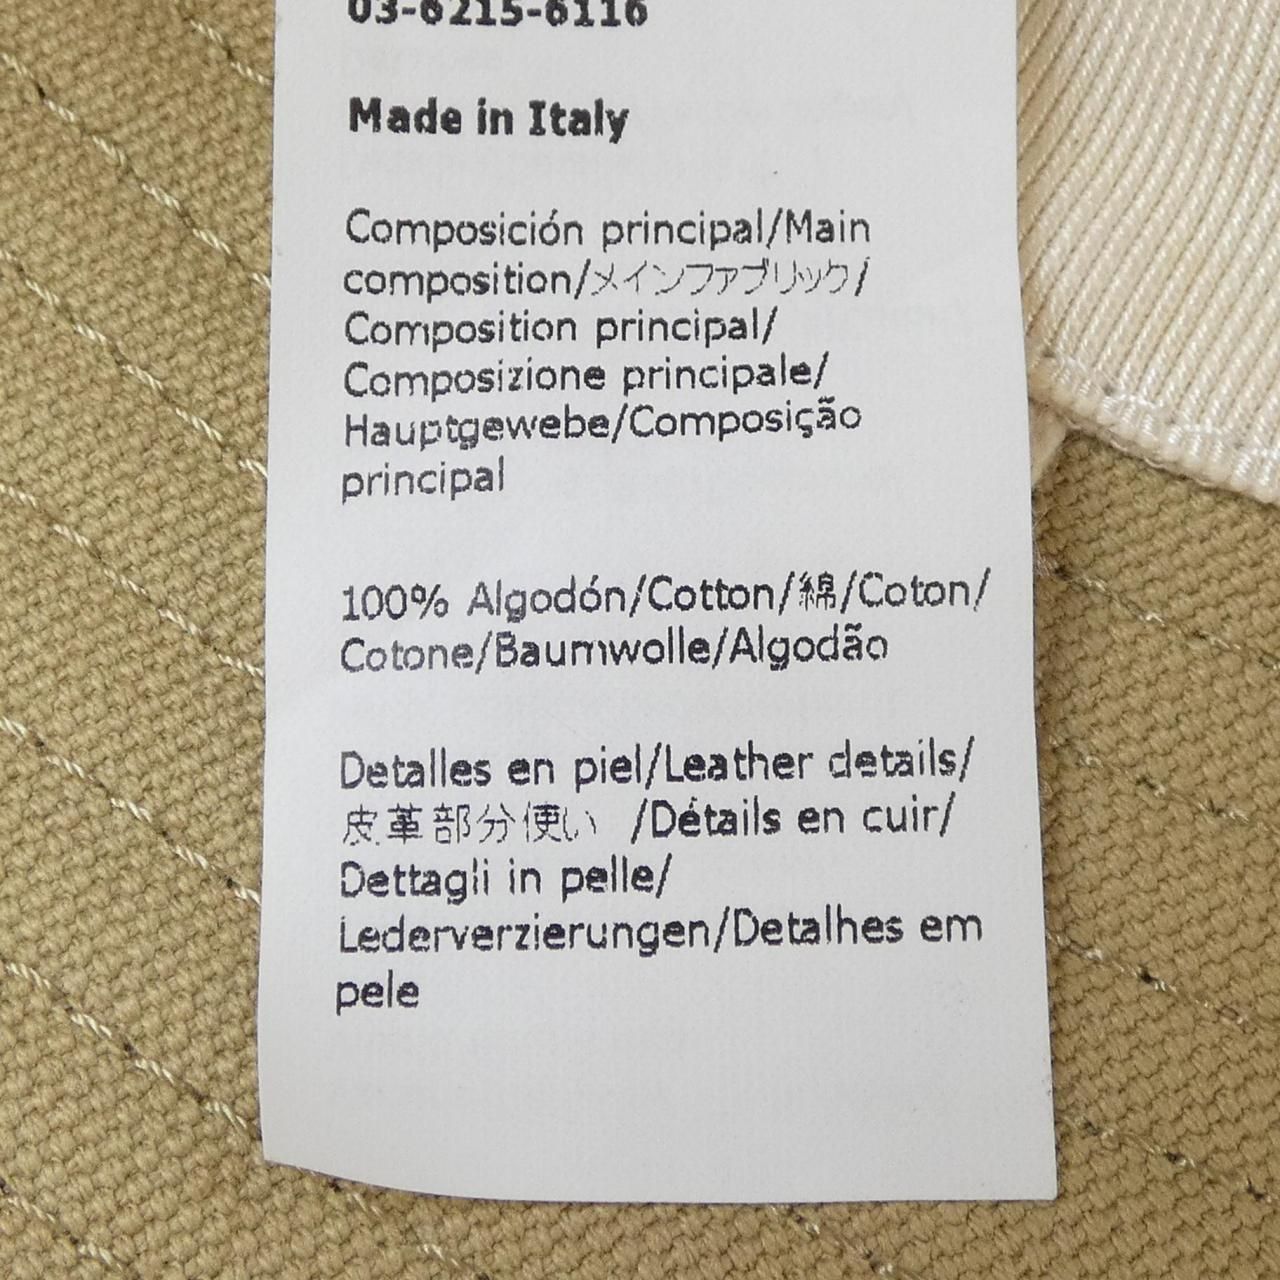 03-6215-6116
Made in Italy
Composición principal/Main
composition/メインファブリック/
Composition principal/
Composizione principale/
Hauptgewebe/Composição
principal
100% Algodón/Cotton/綿/Coton/
Cotone/Baumwolle/Algodão
Detalles en piel/Leather details/
皮革部分使い /Détails en cuir/
Dettagli in pelle/
Lederverzierungen/Detalhes em
pele